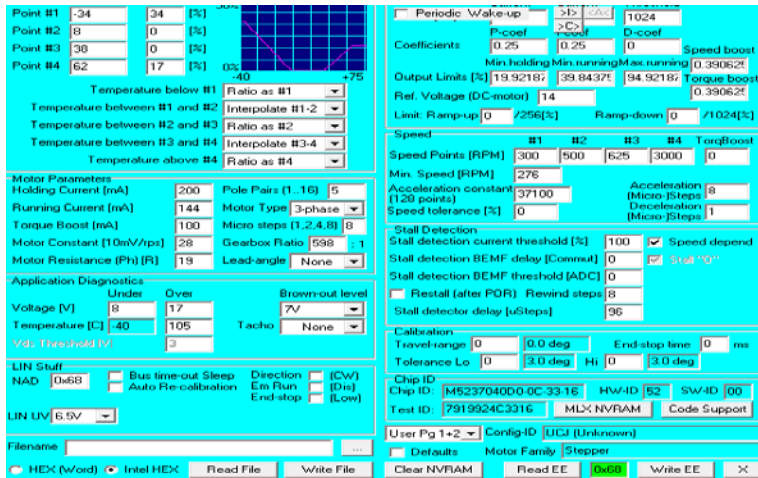 Point #1 -34 34 [%]
Point #2 8 0 [%]
Point #3 38 0 [%]
Point #4 62 17 [%]
-40 +75
Temperature below #1 Ratio as #1
Temperature between #1 and #2 Interpolate #1-2
Temperature between #2 and #3 Ratio as #2
Temperature between #3 and #4 Interpolate #3-4
Temperature above #4 Ratio as #4
Motor Parameters
Holding Current [mA] 200 Pole Pairs (1..16) 5
Running Current [mA] 144 Motor Type 3-phase
Torque Boost [mA] 100 Micro steps [1,2,4,8] 8
Motor Constant [10mV/rps] 28 Gearbox Ratio 598 : 1
Motor Resistance (Ph) [R] 19 Lead-angle None
Application Diagnostics
Under Over Brown-out level
Voltage [V] 8 17 7V
Temperature [C] -40 105 Tacho None
Vds Threshold [V] 3
LIN Stuff
NAD 0x68 Bus time-out Sleep Direction (CW)
Auto Re-calibration Em Run (Dis)
End-stop (Low)
LIN UV 6.5V
Filename ...
HEX (Word) Intel HEX Read File Write File
Periodic Wake-up >I> <A< 1024
>C>
P-coef I-coef D-coef
Coefficients 0.25 0.25 0 Speed boost
Min.holding Min.running Max.running 0.390625
Output Limits [%] 19.92187 39.84375 94.92187 Torque boost
Ref. Voltage (DC-motor) 14 0.390625
Limit: Ramp-up 0 /256[%] Ramp-down 0 /1024[%]
Speed
#1 #2 #3 #4 TorqBoost
Speed Points [RPM] 300 500 625 3000 0
Min. Speed [RPM] 276
Acceleration constant (128 points) 37100 Acceleration (Micro-)Steps 8
Speed tolerance [%] 0 Deceleration (Micro-)Steps 1
Stall Detection
Stall detection current threshold [%] 100 Speed depend
Stall detection BEMF delay [Commut] 0 Stall "O"
Stall detection BEMF threshold [ADC] 0
Restall (after POR) Rewind steps 8
Stall detector delay [uSteps] 96
Calibration
Travel-range 0 0.0 deg End-stop time 0 ms
Tolerance Lo 0 3.0 deg Hi 0 3.0 deg
Chip ID
Chip ID: M5237040D0-0C-33-16 HW-ID 52 SW-ID 00
Test ID: 7919924C3316 MLX NVRAM Code Support
User Pg 1+2 Config-ID UCJ (Unknown)
Defaults Motor Family Stepper
Clear NVRAM Read EE 0x68 Write EE X